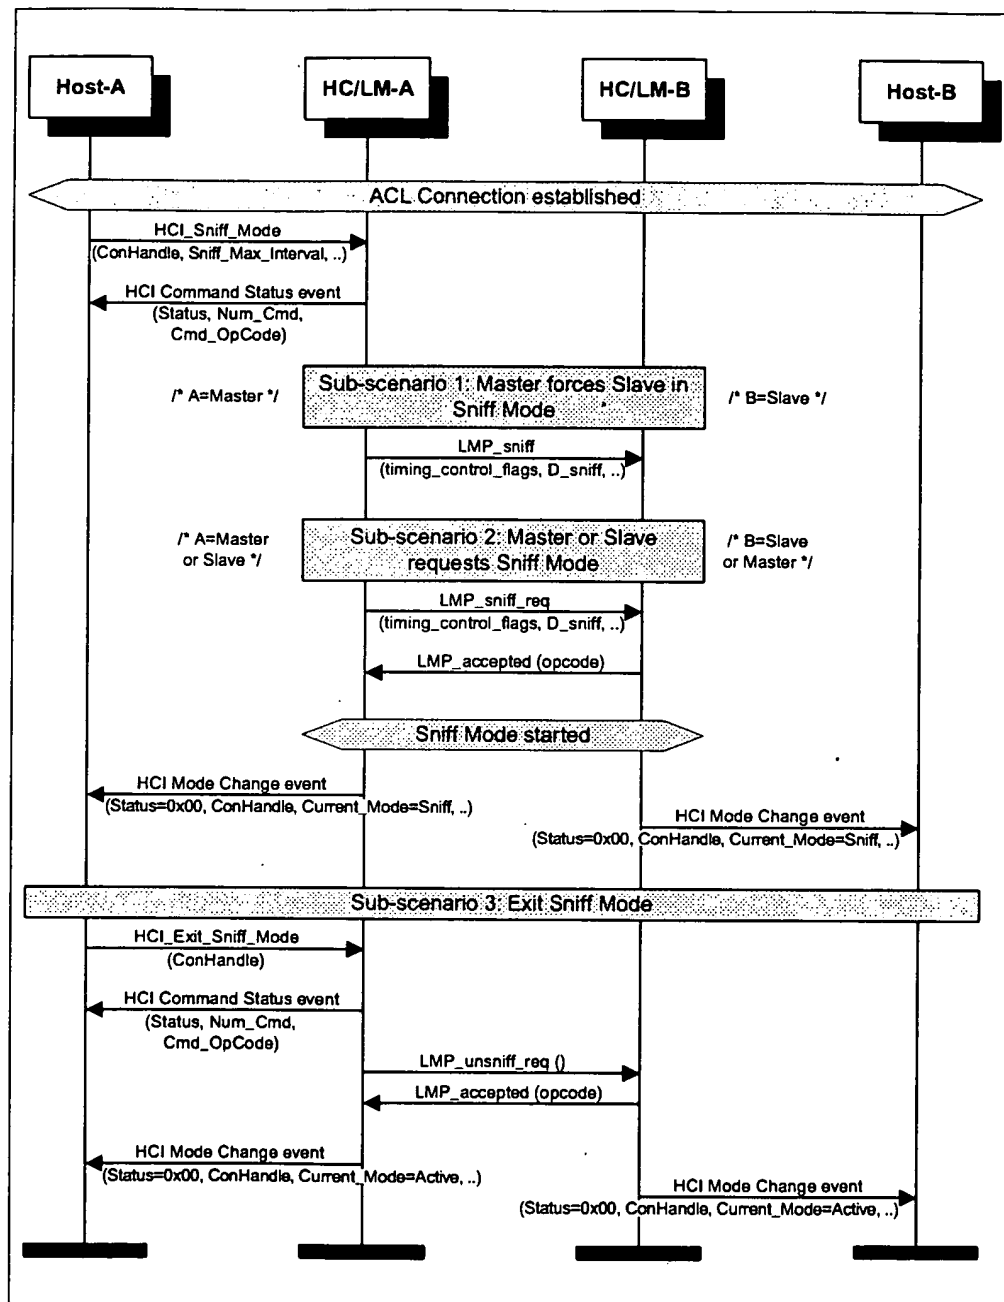 Host-A
HC/LM-A
HC/LM-B
Host-B
ACL Connection established
HCI_Sniff_Mode
(ConHandle, Sniff_Max_Interval, ..)
HCI Command Status event
(Status, Num_Cmd,
Cmd_OpCode)
/* A=Master */
Sub-scenario 1: Master forces Slave in
Sniff Mode
/* B=Slave */
LMP_sniff
(timing_control_flags, D_sniff, ..)
/* A=Master
or Slave */
Sub-scenario 2: Master or Slave
requests Sniff Mode
/* B=Slave
or Master */
LMP_sniff_req
(timing_control_flags, D_sniff, ..)
LMP_accepted (opcode)
Sniff Mode started
HCI Mode Change event
(Status=0x00, ConHandle, Current_Mode=Sniff, ..)
HCI Mode Change event
(Status=0x00, ConHandle, Current_Mode=Sniff, ..)
Sub-scenario 3: Exit Sniff Mode
HCI_Exit_Sniff_Mode
(ConHandle)
HCI Command Status event
(Status, Num_Cmd,
Cmd_OpCode)
LMP_unsniff_req ()
LMP_accepted (opcode)
HCI Mode Change event
(Status=0x00, ConHandle, Current_Mode=Active, ..)
HCI Mode Change event
(Status=0x00, ConHandle, Current_Mode=Active, ..)